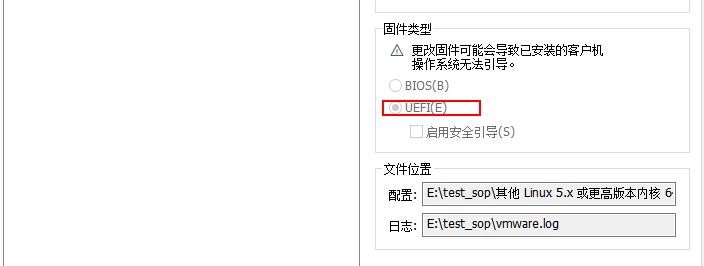 固件类型
更改固件可能会导致已安装的客户机
操作系统无法引导。
BIOS(B)
UEFI(E)
启用安全引导(S)
文件位置
配置: E:\test_sop\其他 Linux 5.x 或更高版本内核 6
日志: E:\test_sop\vmware.log